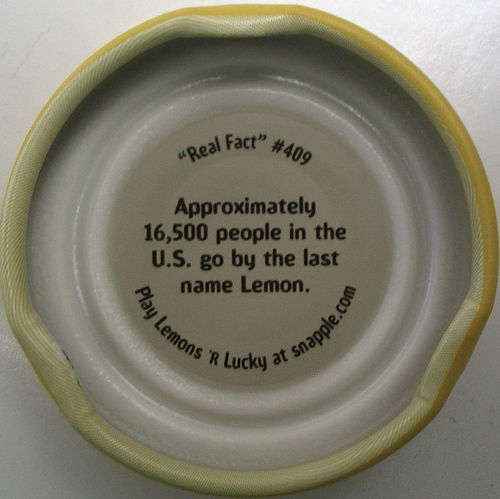 "Real Fact" #409
Approximately
16,500 people in the
U.S. go by the last
name Lemon.
Play Lemons 'R Lucky at snapple.com